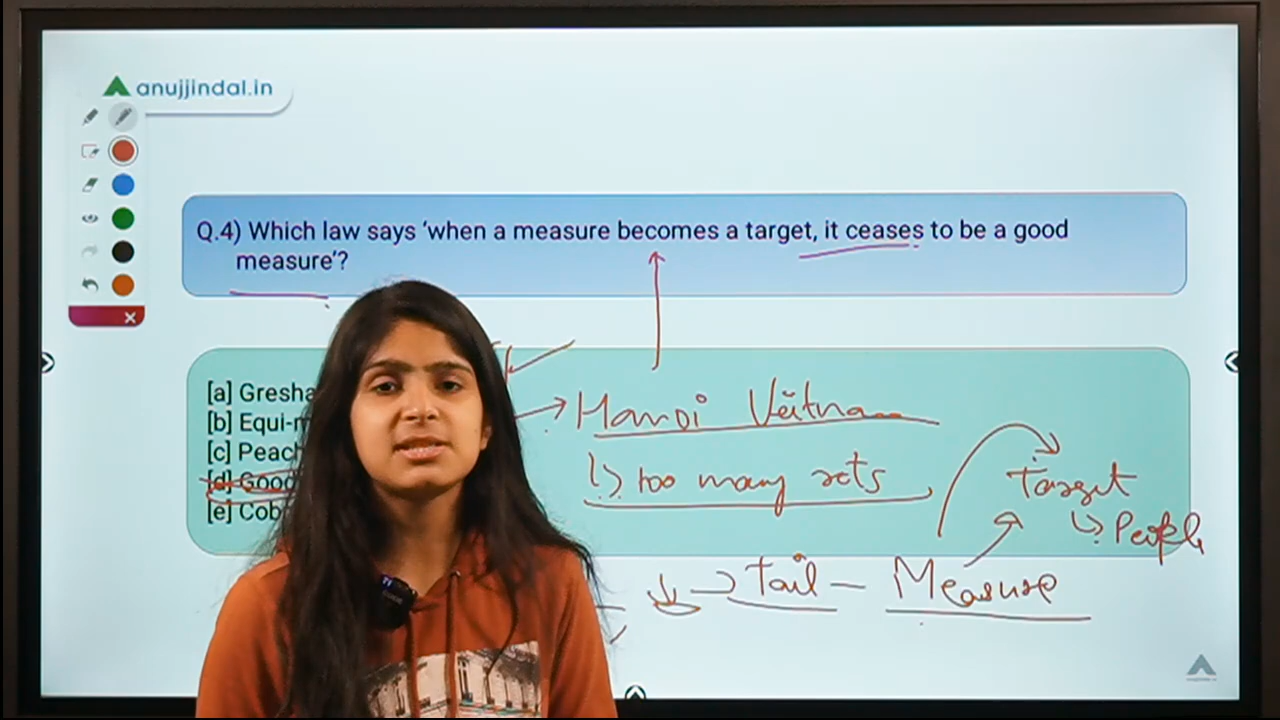 anujjindal.in
Q.4) Which law says ‘when a measure becomes a target, it ceases to be a good
measure’?
[a] Gresha
[b] Equi-m
[c] Peach
[d] Good
[e] Cob
Hanoi Veitnam
too many rats
Target
People
Tail – Measure